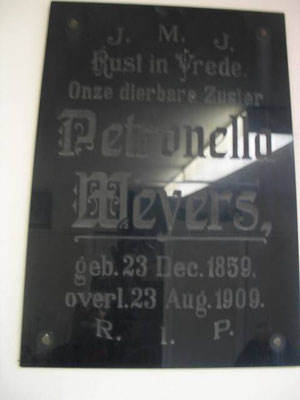 J. M. J.
Rust in Vrede.
Onze dierbare Zuster
Petronella
Meyers,
geb. 23 Dec. 1859.
overl. 23 Aug. 1909.
R. I. P.